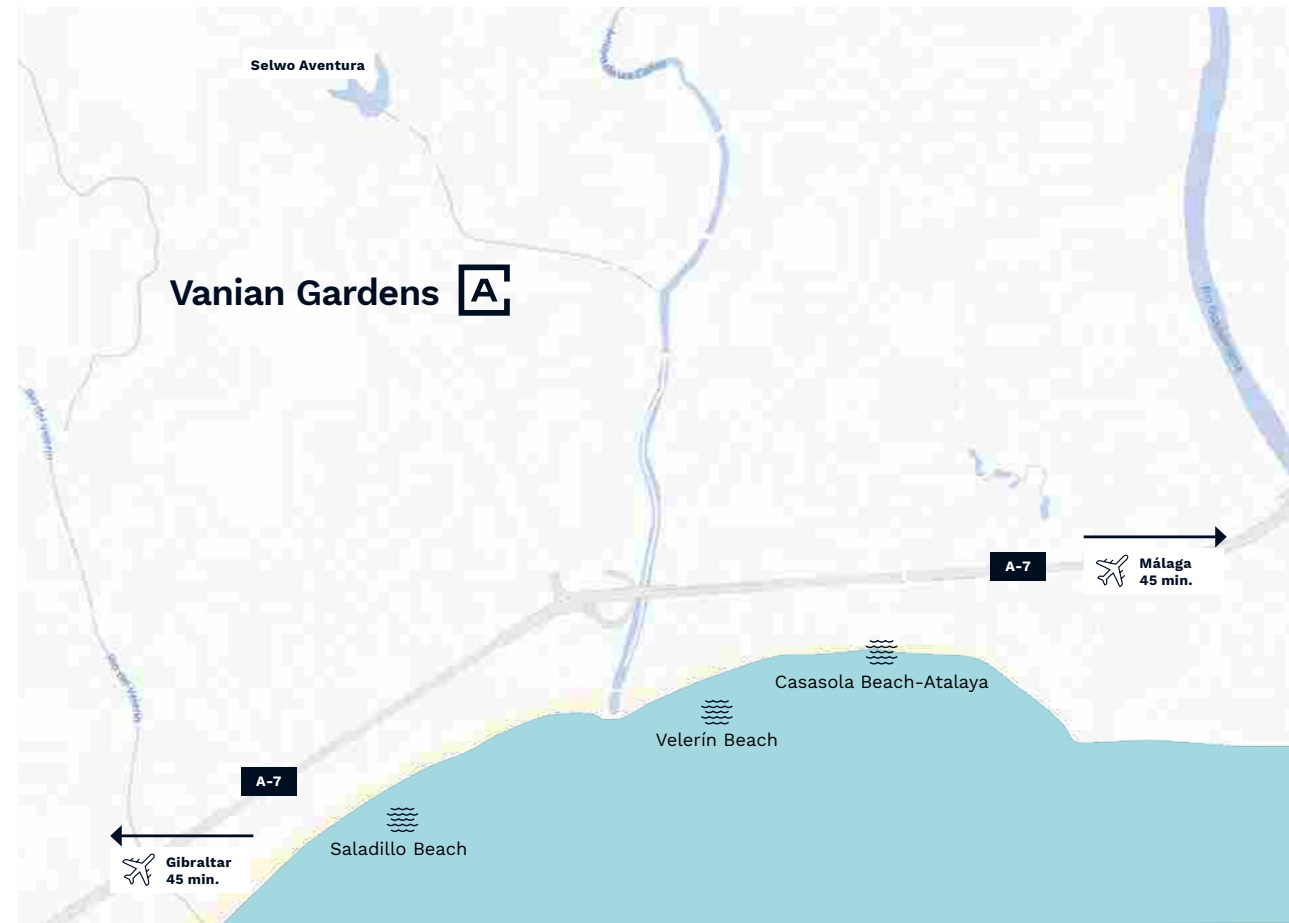 Selwo Aventura
Vanian Gardens
A
A-7
Málaga
45 min.
Casasola Beach-Atalaya
Velerín Beach
A-7
Saladillo Beach
Gibraltar
45 min.